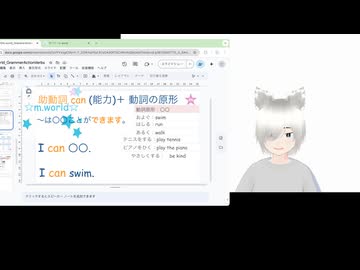 助動詞 can (能力)+ 動詞の原形
☆m.world☆
~は○○ことができます。
動詞原形 : ○○
およぐ : swim
はしる : run
あるく : walk
テニスをする : play tennis
ピアノをひく : play the piano
やさしくする : be kind
I can ○○.
I can swim.